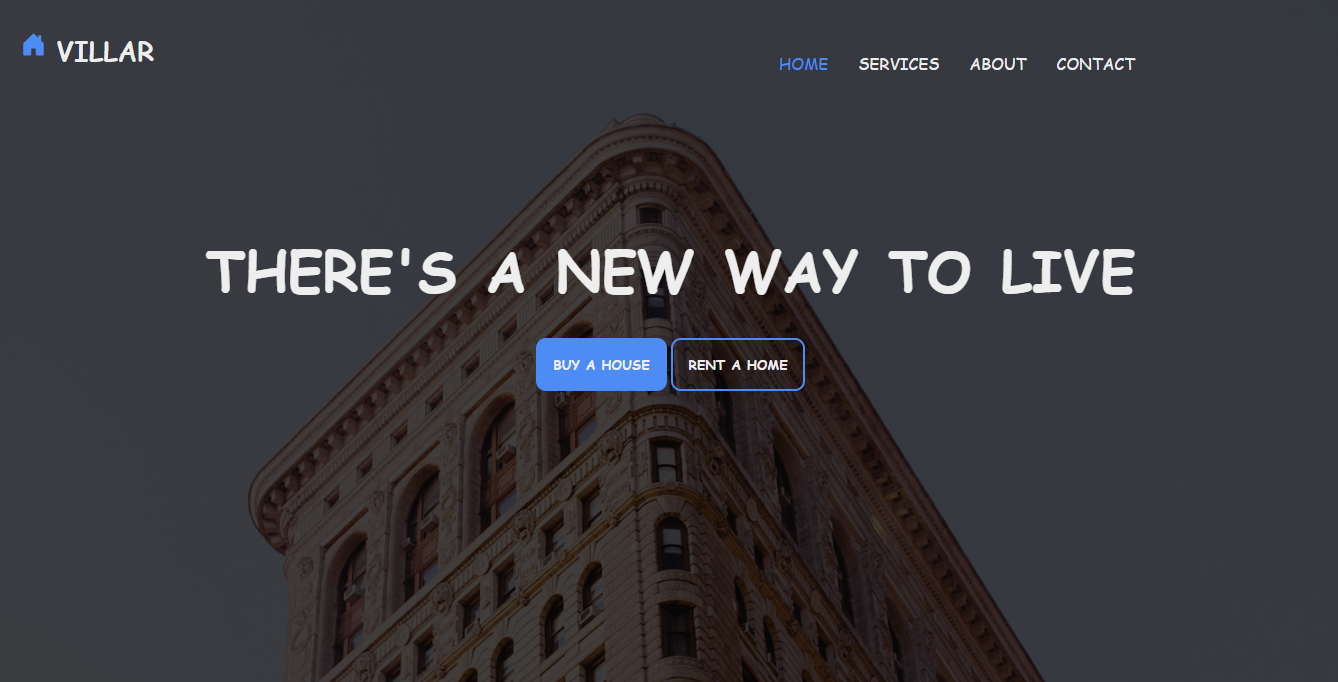 VILLAR
HOME SERVICES ABOUT CONTACT
THERE'S A NEW WAY TO LIVE
BUY A HOUSE RENT A HOME